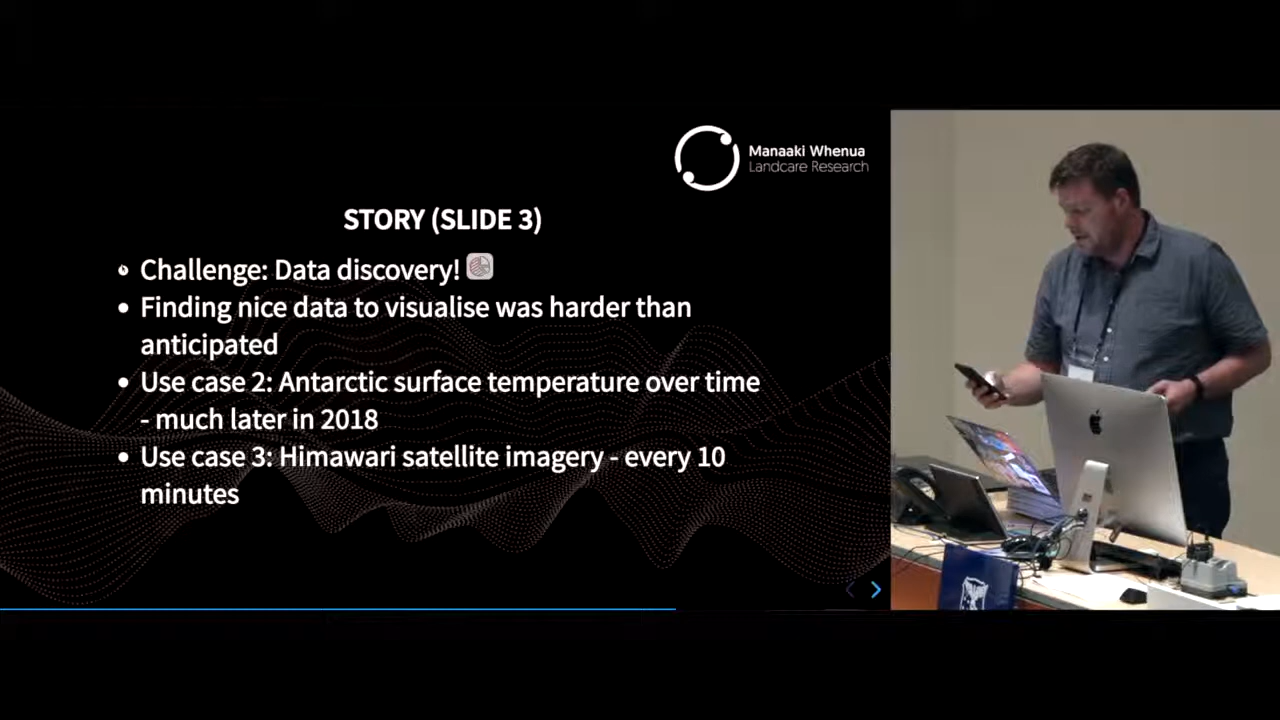 Manaaki Whenua
Landcare Research
STORY (SLIDE 3)
Challenge: Data discovery!
Finding nice data to visualise was harder than
anticipated
Use case 2: Antarctic surface temperature over time
- much later in 2018
Use case 3: Himawari satellite imagery - every 10
minutes